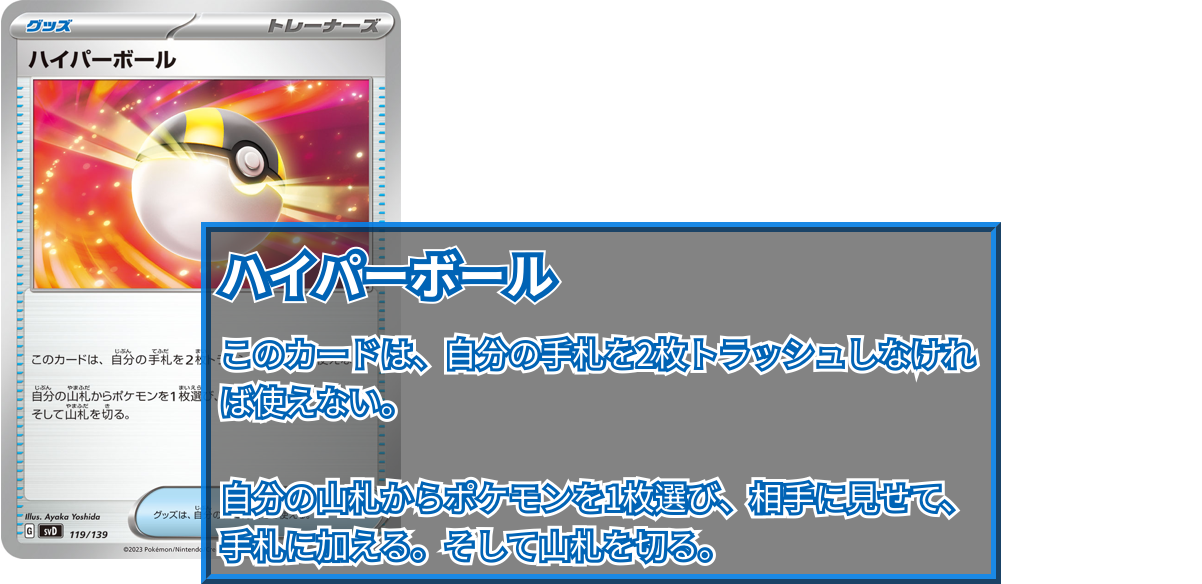 グッズ
トレーナーズ
ハイパーボール
このカードは、自分の手札を2枚
自分の山札からポケモンを1枚選び、
そして山札を切る。
Illus. Ayaka Yoshida
G svD 119/139
グッズは、自分の
©2023 Pokémon/Nintendo
ハイパーボール
このカードは、自分の手札を2枚トラッシュしなけれ
ば使えない。
自分の山札からポケモンを1枚選び、相手に見せて、
手札に加える。そして山札を切る。